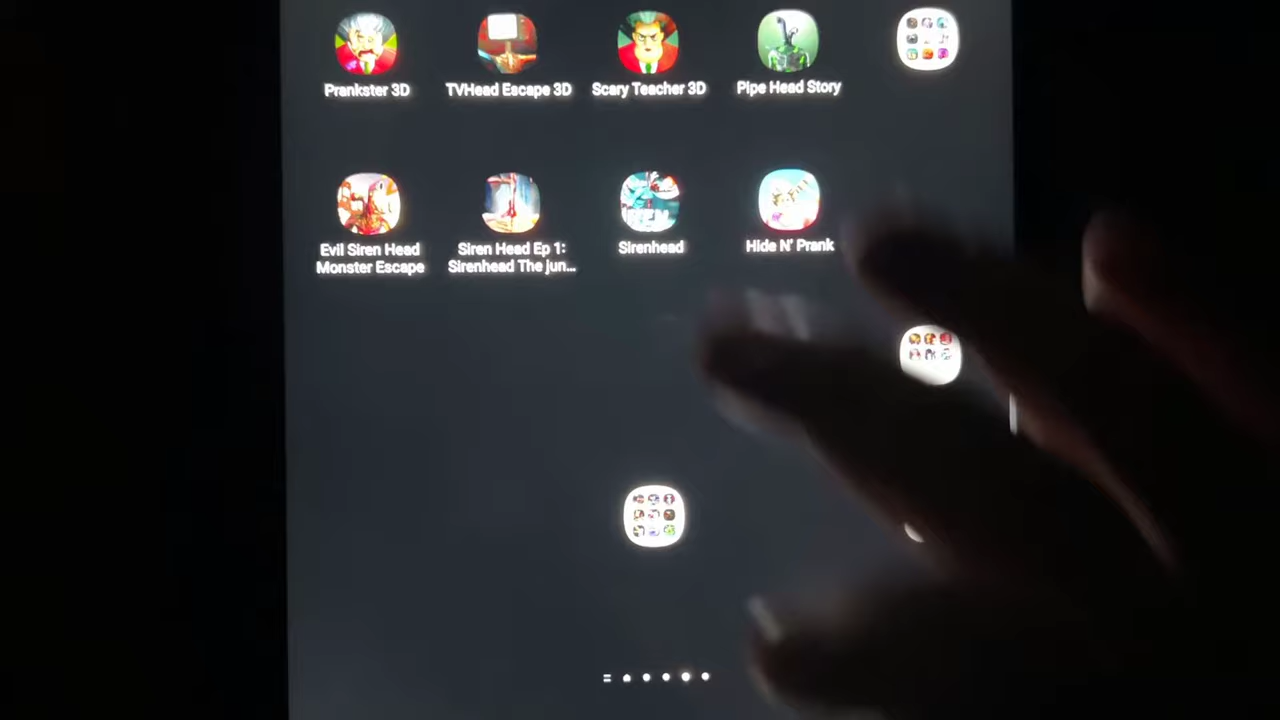 Prankster 3D
TVHead Escape 3D
Scary Teacher 3D
Pipe Head Story
Evil Siren Head
Monster Escape
Siren Head Ep 1:
Sirenhead The jun...
Sirenhead
Hide N' Prank